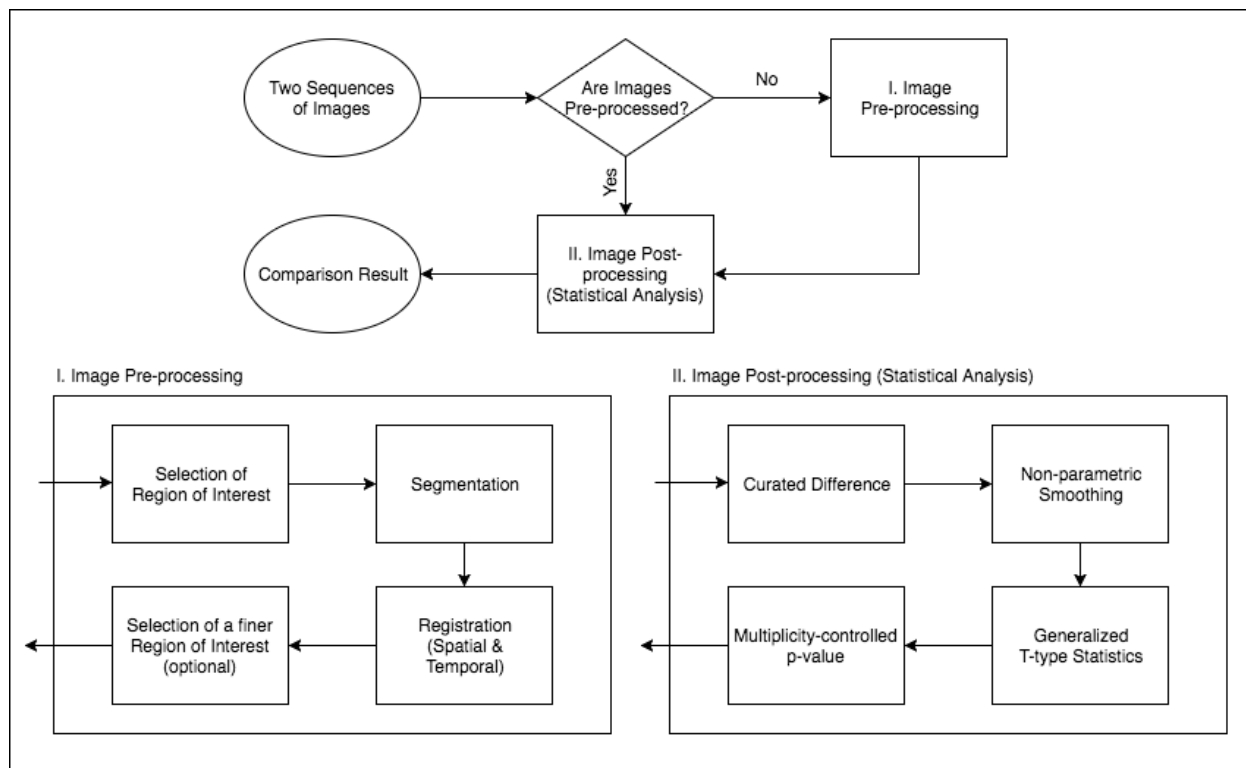 Two Sequences
of Images
Are Images
Pre-processed?
No
I. Image
Pre-processing
Yes
Comparison Result
II. Image Post-
processing
(Statistical Analysis)
I. Image Pre-processing
Selection of
Region of Interest
Segmentation
Selection of a finer
Region of Interest
(optional)
Registration
(Spatial &
Temporal)
II. Image Post-processing (Statistical Analysis)
Curated Difference
Non-parametric
Smoothing
Multiplicity-controlled
p-value
Generalized
T-type Statistics